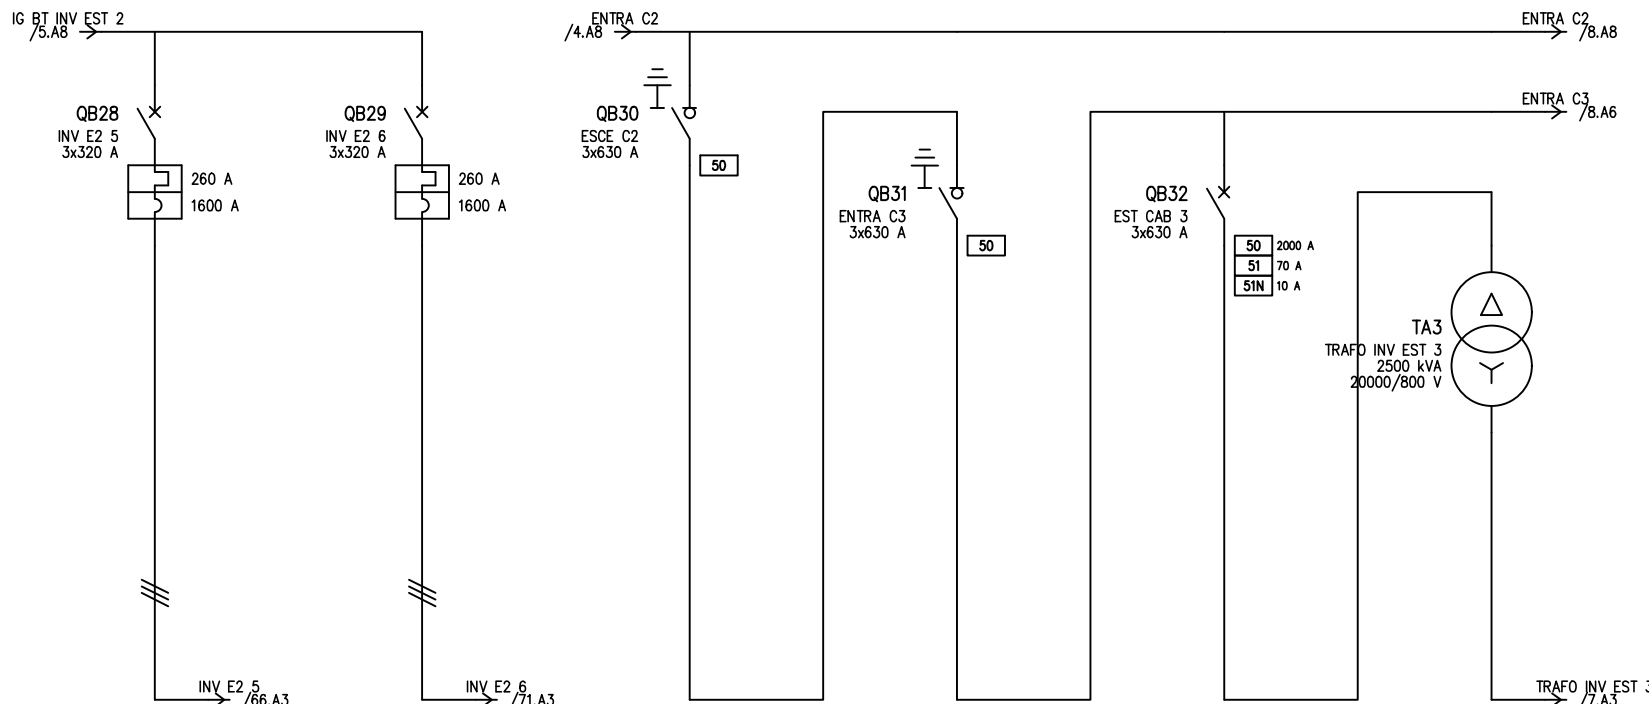 IG BT INV EST 2
/5.A8
ENTRA C2
/4.A8
ENTRA C2
/8.A8
ENTRA C3
/8.A6
QB28
INV E2 5
3x320 A
260 A
1600 A
QB29
INV E2 6
3x320 A
260 A
1600 A
QB30
ESCE C2
3x630 A
50
QB31
ENTRA C3
3x630 A
50
QB32
EST CAB 3
3x630 A
50 2000 A
51 70 A
51N 10 A
TA3
TRAFO INV EST 3
2500 kVA
20000/800 V
INV E2 5
/66.A3
INV E2 6
/71.A3
TRAFO INV EST 3
/7.A3